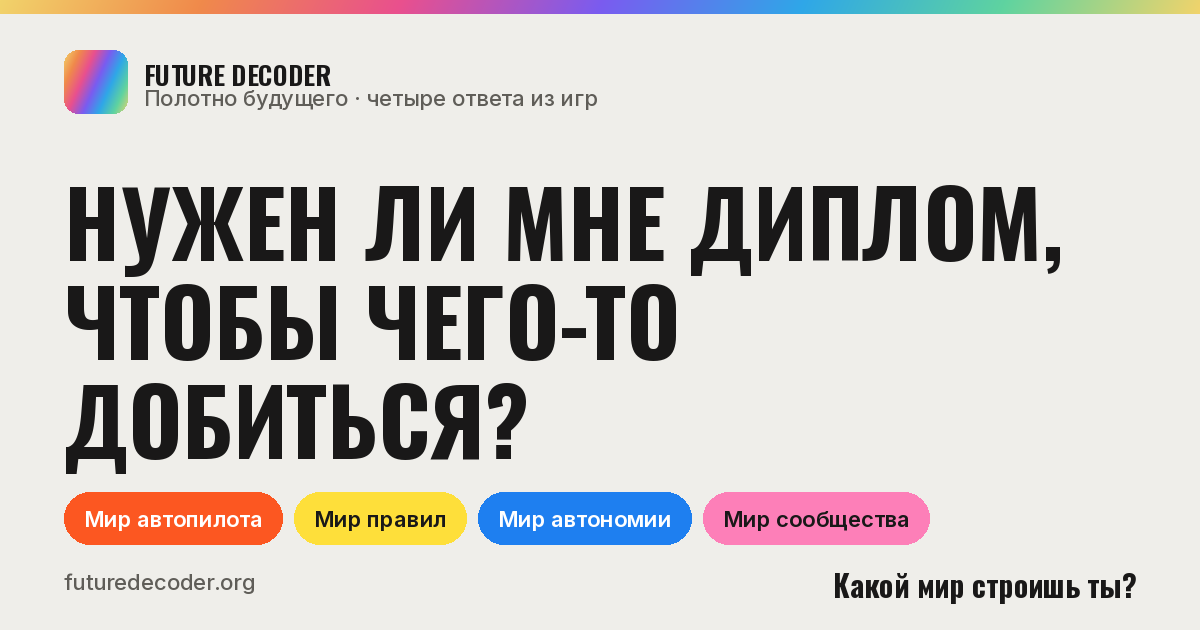 FUTURE DECODER
Полотно будущего · четыре ответа из игр
НУЖЕН ЛИ МНЕ ДИПЛОМ,
ЧТОБЫ ЧЕГО-ТО
ДОБИТЬСЯ?
Мир автопилота Мир правил Мир автономии Мир сообщества
futuredecoder.org Какой мир строишь ты?